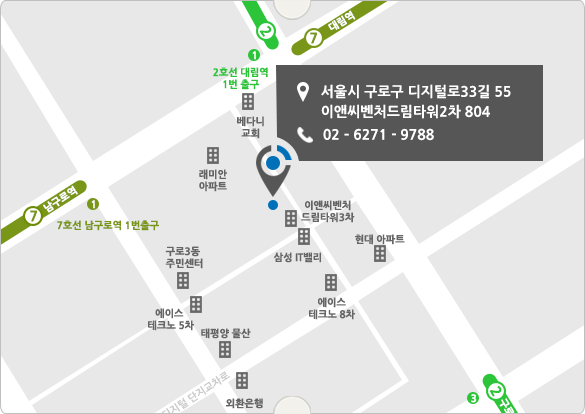 2
7 대림역
1
2호선 대림역
1번 출구
서울시 구로구 디지털로33길 55
이앤씨벤처드림타워2차 804
02 - 6271 - 9788
베다니
교회
래미안
아파트
7 남구로역
1
7호선 남구로역 1번출구
이앤씨벤처
드림타워3차
삼성 IT밸리
현대 아파트
구로3동
주민센터
에이스
테크노 5차
에이스
테크노 8차
태평양 물산
디지털 단지교차로
외환은행
3
2